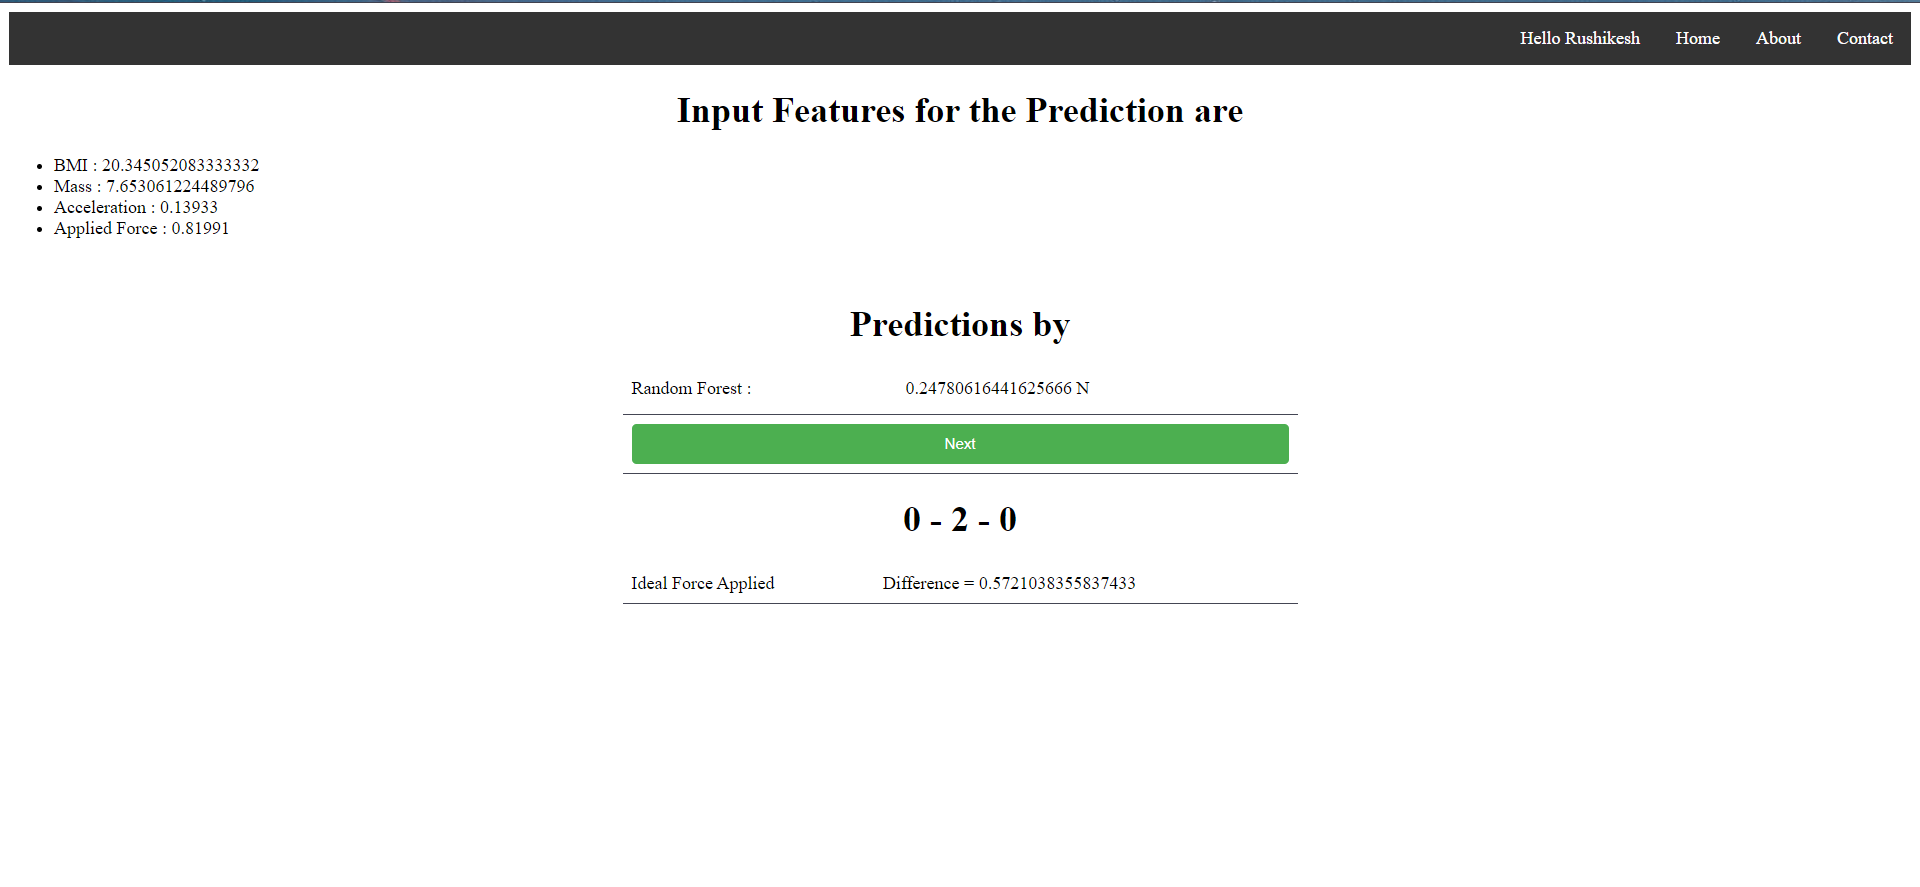 Hello Rushikesh Home About Contact
Input Features for the Prediction are
• BMI : 20.345052083333332
• Mass : 7.653061224489796
• Acceleration : 0.13933
• Applied Force : 0.81991
Predictions by
Random Forest : 0.24780616441625666 N
Next
0 - 2 - 0
Ideal Force Applied Difference = 0.5721038355837433